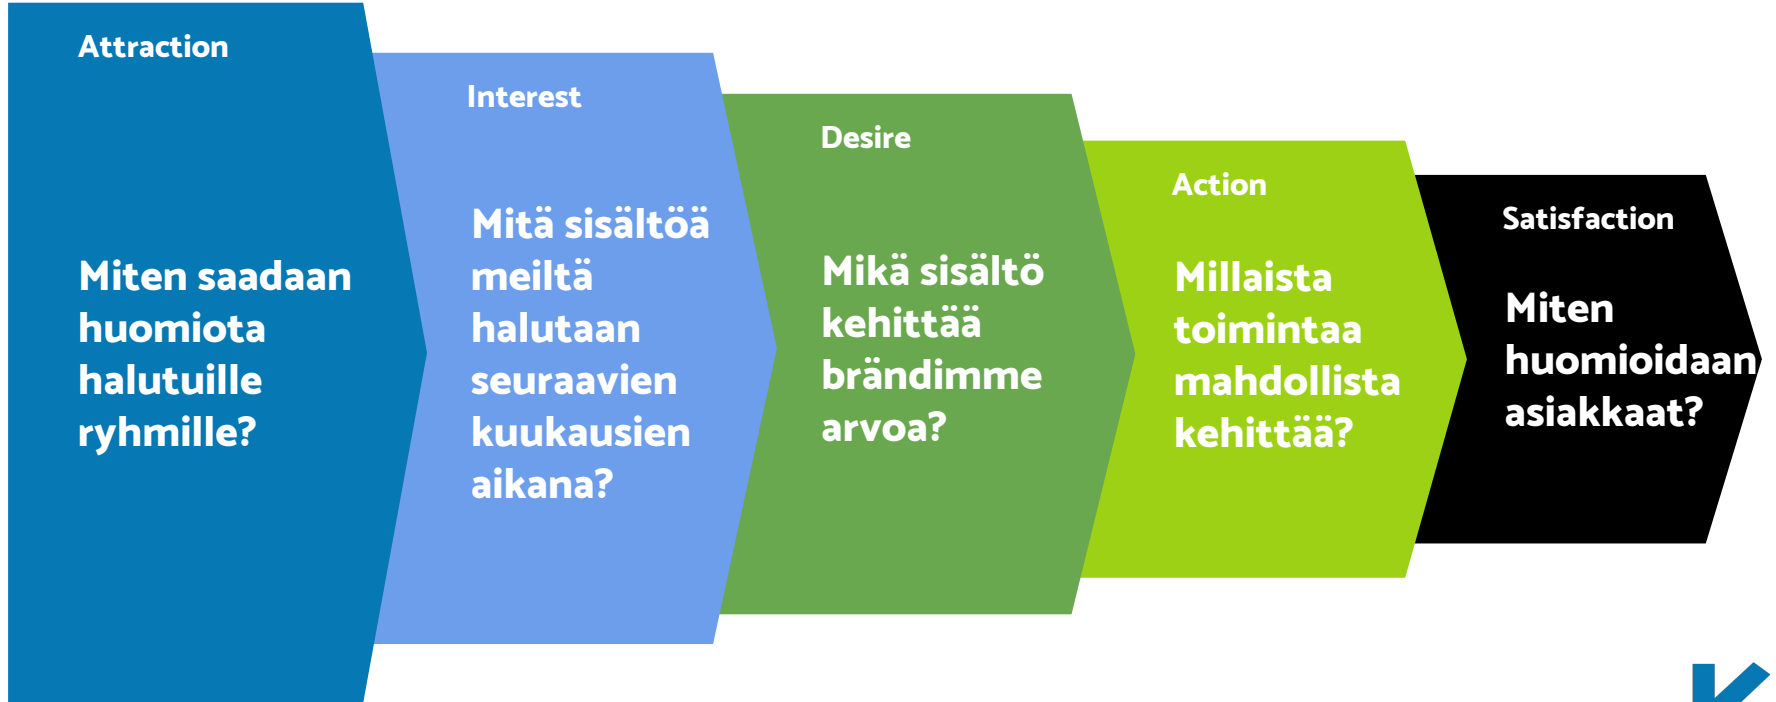 Attraction
Miten saadaan
huomiota
halutuille
ryhmille?
Interest
Mitä sisältöä
meiltä
halutaan
seuraavien
kuukausien
aikana?
Desire
Mikä sisältö
kehittää
brändimme
arvoa?
Action
Millaista
toimintaa
mahdollista
kehittää?
Satisfaction
Miten
huomioidaan
asiakkaat?